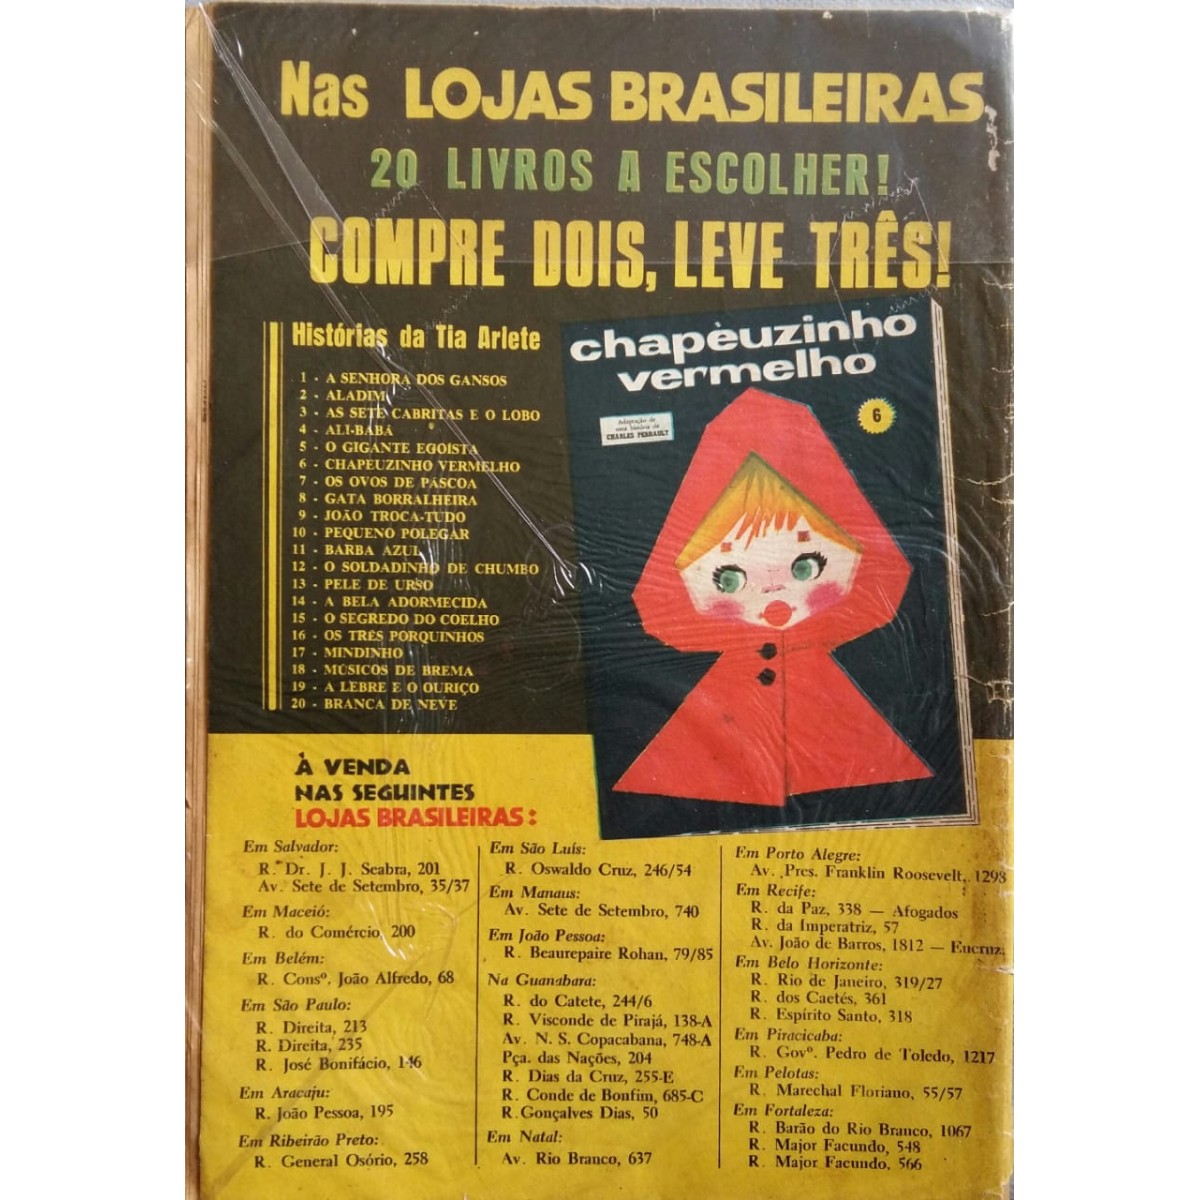 Nas LOJAS BRASILEIRAS
20 LIVROS A ESCOLHER!
COMPRE DOIS, LEVE TRÊS!
Histórias da Tia Arlete
1 - A SENHORA DOS GANSOS
2 - ALADIM
3 - AS SETE CABRITAS E O LOBO
4 - ALI-BABÁ
5 - O GIGANTE EGOISTA
6 - CHAPEUZINHO VERMELHO
7 - OS OVOS DE PÁSCOA
8 - GATA BORRALHEIRA
9 - JOÃO TROCA-TUDO
10 - PEQUENO POLEGAR
11 - BARBA AZUL
12 - O SOLDADINHO DE CHUMBO
13 - PELE DE URSO
14 - A BELA ADORMECIDA
15 - O SEGREDO DO COELHO
16 - OS TRÊS PORQUINHOS
17 - MINDINHO
18 - MÚSICOS DE BREMA
19 - A LEBRE E O OURIÇO
20 - BRANCA DE NEVE
chapèuzinho
vermelho
6
Adaptação de
uma história de
CHARLES PERRAULT
À VENDA
NAS SEGUINTES
LOJAS BRASILEIRAS:
Em Salvador:
R. Dr. J. J. Seabra, 201
Av. Sete de Setembro, 35/37
Em Maceió:
R. do Comércio, 200
Em Belém:
R. Consº. João Alfredo, 68
Em São Paulo:
R. Direita, 213
R. Direita, 235
R. José Bonifácio, 146
Em Aracaju:
R. João Pessoa, 195
Em Ribeirão Preto:
R. General Osório, 258
Em São Luís:
R. Oswaldo Cruz, 246/54
Em Manaus:
Av. Sete de Setembro, 740
Em João Pessoa:
R. Beaurepaire Rohan, 79/85
Na Guanabara:
R. do Catete, 244/6
R. Visconde de Pirajá, 138-A
Av. N. S. Copacabana, 748-A
Pça. das Nações, 204
R. Dias da Cruz, 255-E
R. Conde de Bonfim, 685-C
R. Gonçalves Dias, 50
Em Natal:
Av. Rio Branco, 637
Em Porto Alegre:
Av. Pres. Franklin Roosevelt, 1298
Em Recife:
R. da Paz, 338 — Afogados
R. da Imperatriz, 57
Av. João de Barros, 1812 — Encruz.
Em Belo Horizonte:
R. Rio de Janeiro, 319/27
R. dos Caetés, 361
R. Espírito Santo, 318
Em Piracicaba:
R. Govº. Pedro de Toledo, 1217
Em Pelotas:
R. Marechal Floriano, 55/57
Em Fortaleza:
R. Barão do Rio Branco, 1067
R. Major Facundo, 548
R. Major Facundo, 566